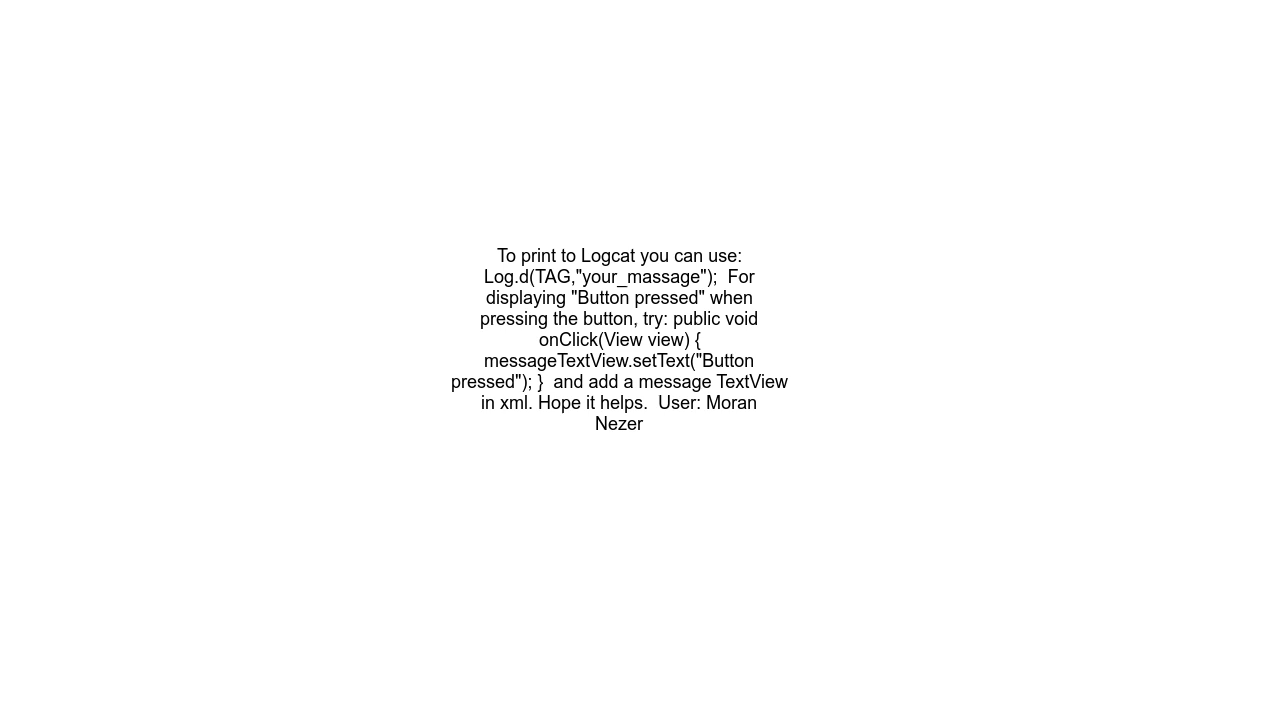 To print to Logcat you can use:
Log.d(TAG,"your_massage");  For
displaying "Button pressed" when
pressing the button, try: public void
onClick(View view) {
messageTextView.setText("Button
pressed"); }  and add a message TextView
in xml. Hope it helps.  User: Moran
Nezer